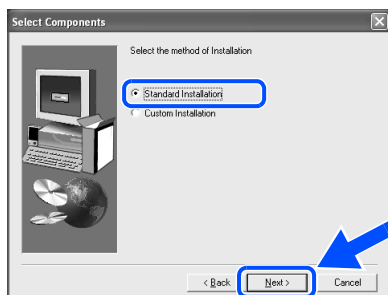 Select Components
Select the method of Installation
Standard Installation
Custom Installation
< Back
Next >
Cancel